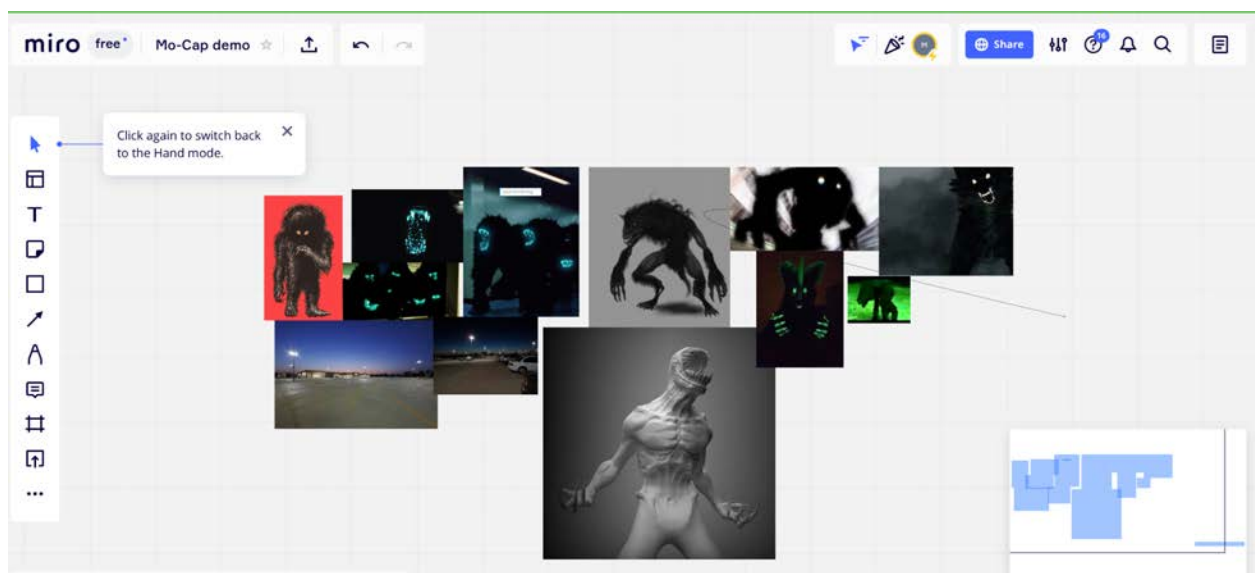 miro free Mo-Cap demo
M
Share
16
Click again to switch back
to the Hand mode.
T